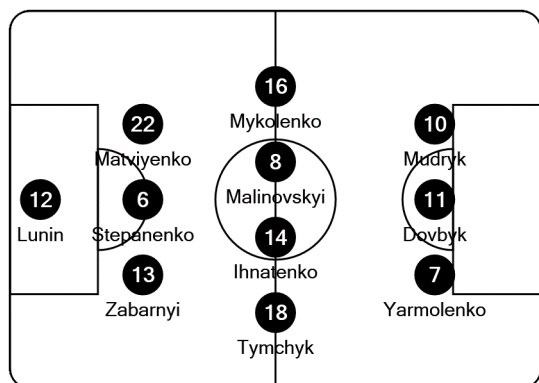 16
Mykolenko
22
Matviyenko
10
Mudryk
8
Malinovskyi
12
Lunin
6
Stepanenko
11
Dovbyk
14
Ihnatenko
13
Zabarnyi
7
Yarmolenko
18
Tymchyk